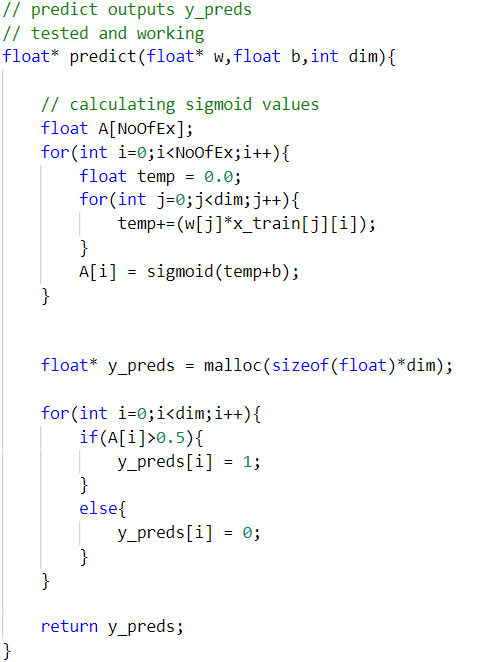 // predict outputs y_preds
// tested and working
float* predict(float* w,float b,int dim){
// calculating sigmoid values
float A[NoOfEx];
for(int i=0;i<NoOfEx;i++){
float temp = 0.0;
for(int j=0;j<dim;j++){
temp+=(w[j]*x_train[j][i]);
}
A[i] = sigmoid(temp+b);
}
float* y_preds = malloc(sizeof(float)*dim);
for(int i=0;i<dim;i++){
if(A[i]>0.5){
y_preds[i] = 1;
}
else{
y_preds[i] = 0;
}
}
return y_preds;
}